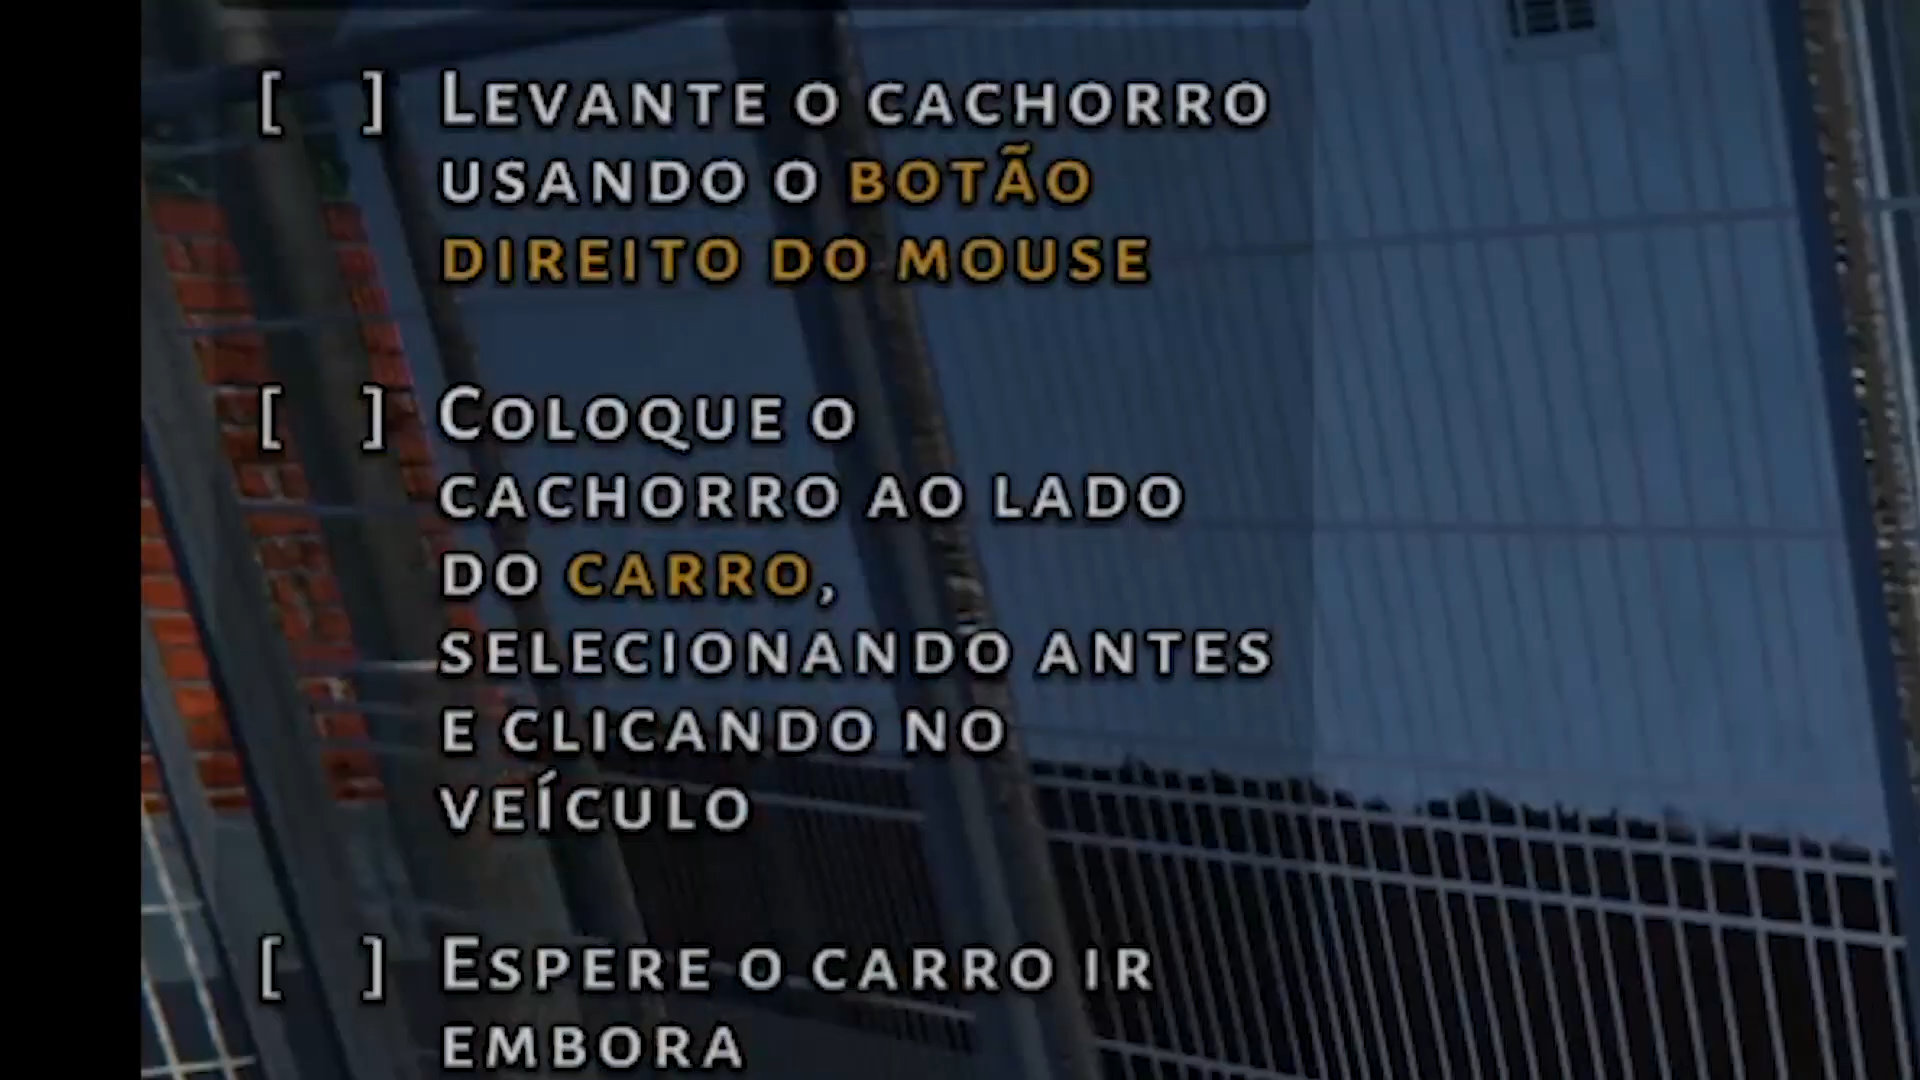 [ ] LEVANTE O CACHORRO
USANDO O BOTÃO
DIREITO DO MOUSE
[ ] COLOQUE O
CACHORRO AO LADO
DO CARRO,
SELECIONANDO ANTES
E CLICANDO NO
VEÍCULO
[ ] ESPERE O CARRO IR
EMBORA